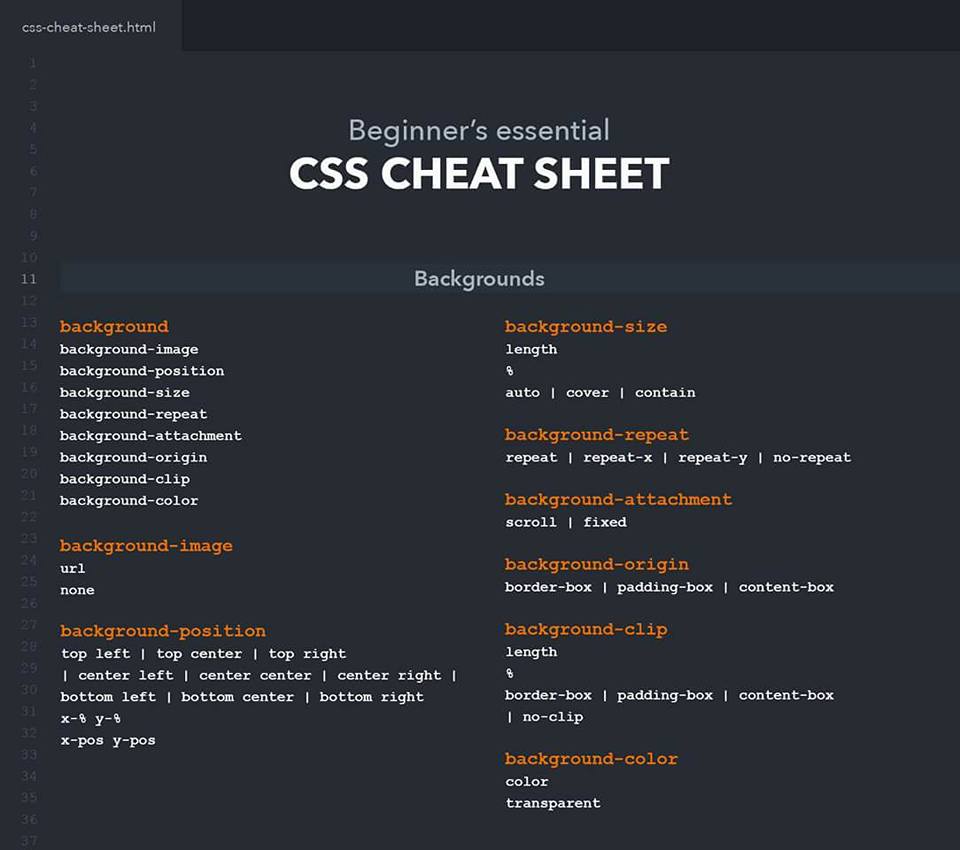 css-cheat-sheet.html
Beginner's essential
CSS CHEAT SHEET
Backgrounds
1
2
3
4
5
6
7
8
9
10
11
12
13
14
15
16
17
18
19
20
21
22
23
24
25
26
27
28
29
30
31
32
33
34
35
36
37
background
background-image
background-position
background-size
background-repeat
background-attachment
background-origin
background-clip
background-color
background-image
url
none
background-position
top left | top center | top right
| center left | center center | center right |
bottom left | bottom center | bottom right
x-% y-%
x-pos y-pos
background-size
length
%
auto | cover | contain
background-repeat
repeat | repeat-x | repeat-y | no-repeat
background-attachment
scroll | fixed
background-origin
border-box | padding-box | content-box
background-clip
length
%
border-box | padding-box | content-box
| no-clip
background-color
color
transparent